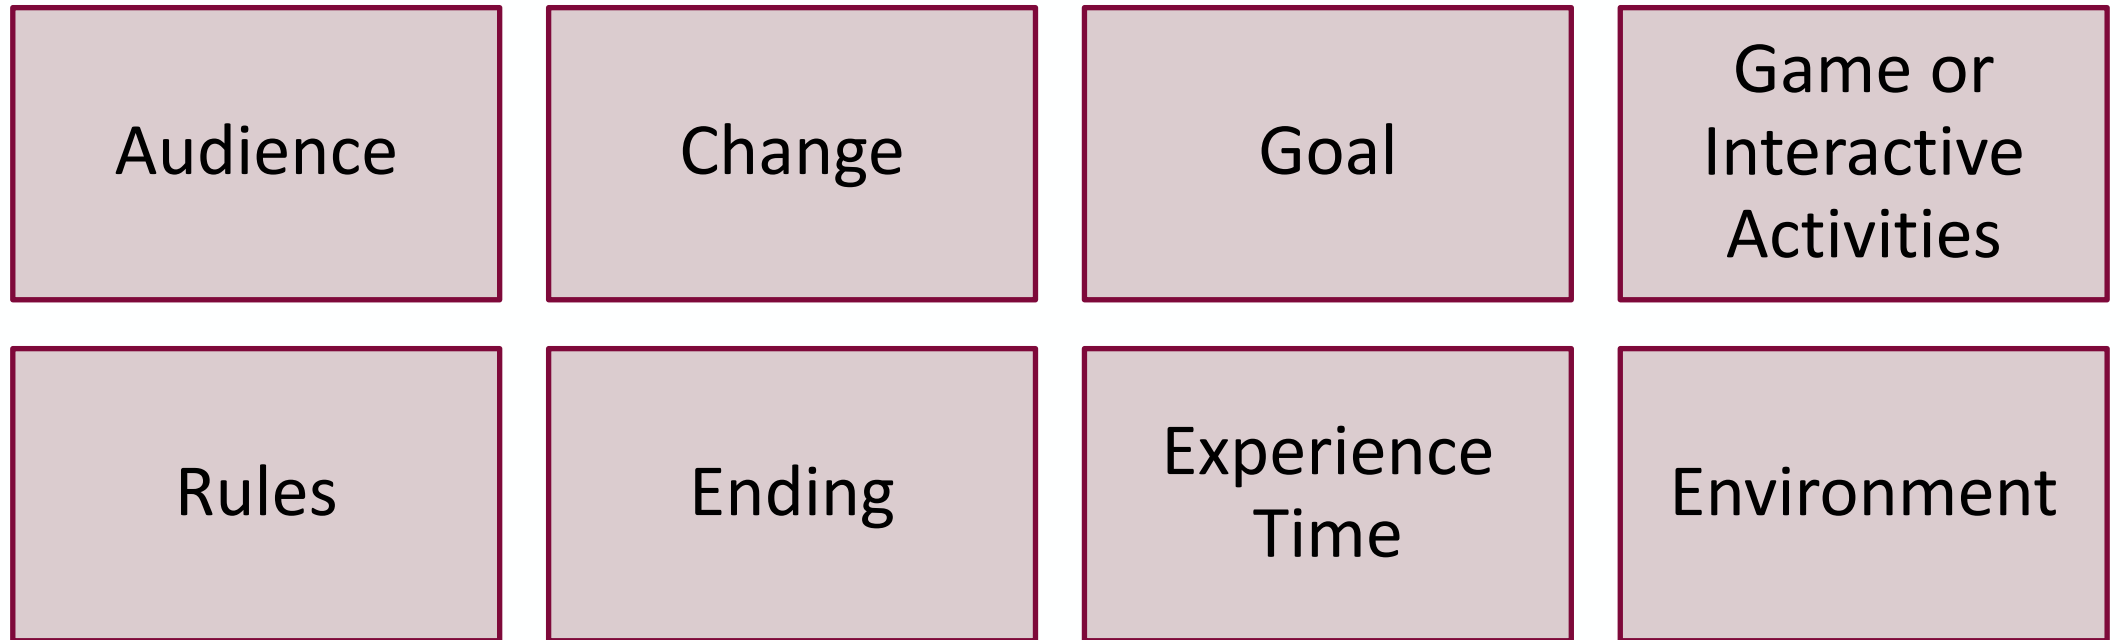 Audience
Change
Goal
Game or
Interactive
Activities
Rules
Ending
Experience
Time
Environment